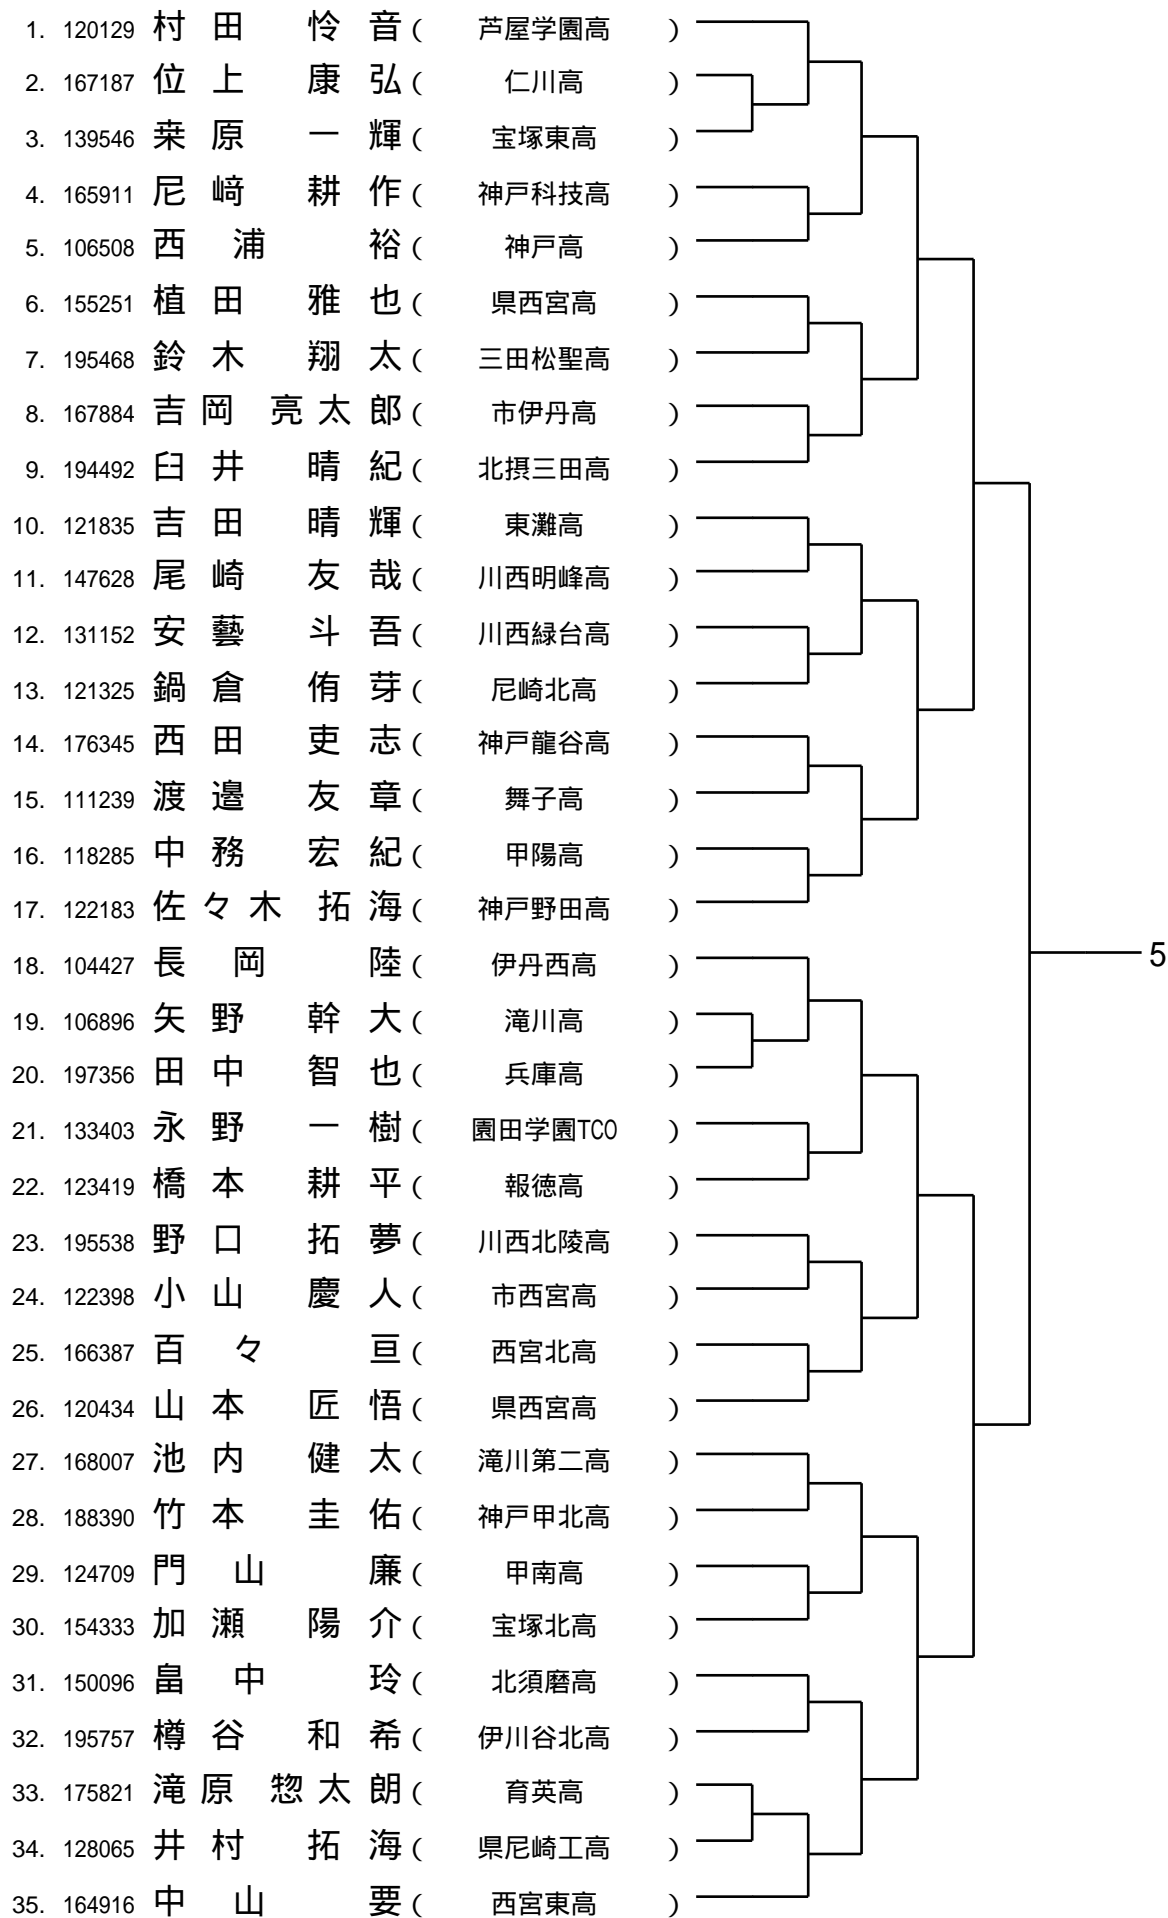 1. 120129 村田 怜音 ( 芦屋学園高 )
2. 167187 位上 康弘 ( 仁川高 )
3. 139546 桒原 一輝 ( 宝塚東高 )
4. 165911 尼﨑 耕作 ( 神戸科技高 )
5. 106508 西浦 裕 ( 神戸高 )
6. 155251 植田 雅也 ( 県西宮高 )
7. 195468 鈴木 翔太 ( 三田松聖高 )
8. 167884 吉岡 亮太郎 ( 市伊丹高 )
9. 194492 臼井 晴紀 ( 北摂三田高 )
10. 121835 吉田 晴輝 ( 東灘高 )
11. 147628 尾崎 友哉 ( 川西明峰高 )
12. 131152 安藝 斗吾 ( 川西緑台高 )
13. 121325 鍋倉 侑芽 ( 尼崎北高 )
14. 176345 西田 吏志 ( 神戸龍谷高 )
15. 111239 渡邉 友章 ( 舞子高 )
16. 118285 中務 宏紀 ( 甲陽高 )
17. 122183 佐々木 拓海 ( 神戸野田高 )
18. 104427 長岡 陸 ( 伊丹西高 )
5
19. 106896 矢野 幹大 ( 滝川高 )
20. 197356 田中 智也 ( 兵庫高 )
21. 133403 永野 一樹 ( 園田学園TCO )
22. 123419 橋本 耕平 ( 報徳高 )
23. 195538 野口 拓夢 ( 川西北陵高 )
24. 122398 小山 慶人 ( 市西宮高 )
25. 166387 百々 亘 ( 西宮北高 )
26. 120434 山本 匠悟 ( 県西宮高 )
27. 168007 池内 健太 ( 滝川第二高 )
28. 188390 竹本 圭佑 ( 神戸甲北高 )
29. 124709 門山 廉 ( 甲南高 )
30. 154333 加瀬 陽介 ( 宝塚北高 )
31. 150096 畠中 玲 ( 北須磨高 )
32. 195757 樽谷 和希 ( 伊川谷北高 )
33. 175821 滝原 惣太朗 ( 育英高 )
34. 128065 井村 拓海 ( 県尼崎工高 )
35. 164916 中山 要 ( 西宮東高 )